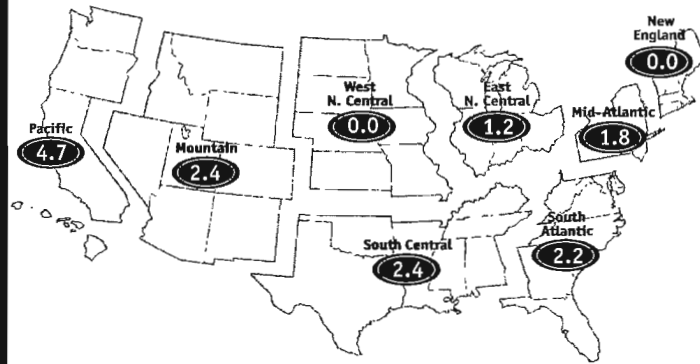 New
England
0.0
West
N. Central
0.0
East
N. Central
1.2
Mid-Atlantic
1.8
Pacific
4.7
Mountain
2.4
South Central
2.4
South
Atlantic
2.2